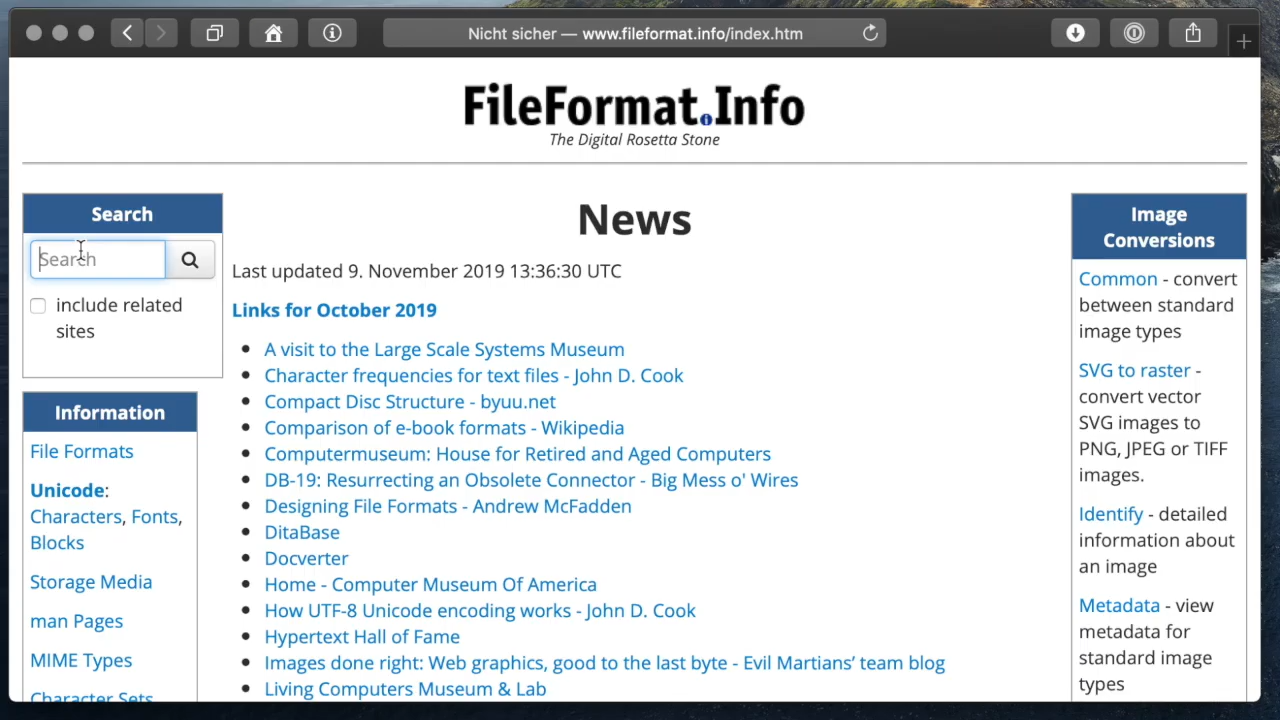 Nicht sicher — www.fileformat.info/index.htm
FileFormat.Info
The Digital Rosetta Stone
Search
Search
include related
sites
Information
File Formats
Unicode:
Characters, Fonts,
Blocks
Storage Media
man Pages
MIME Types
Character Sets
News
Last updated 9. November 2019 13:36:30 UTC
Links for October 2019
A visit to the Large Scale Systems Museum
Character frequencies for text files - John D. Cook
Compact Disc Structure - byuu.net
Comparison of e-book formats - Wikipedia
Computermuseum: House for Retired and Aged Computers
DB-19: Resurrecting an Obsolete Connector - Big Mess o' Wires
Designing File Formats - Andrew McFadden
DitaBase
Docverter
Home - Computer Museum Of America
How UTF-8 Unicode encoding works - John D. Cook
Hypertext Hall of Fame
Images done right: Web graphics, good to the last byte - Evil Martians’ team blog
Living Computers Museum & Lab
Image
Conversions
Common - convert
between standard
image types
SVG to raster -
convert vector
SVG images to
PNG, JPEG or TIFF
images.
Identify - detailed
information about
an image
Metadata - view
metadata for
standard image
types